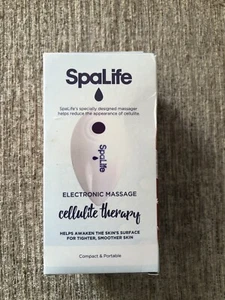 SpaLife
SpaLife's specially designed massager
helps reduce the appearance of cellulite.
SpaLife
ELECTRONIC MASSAGE
cellulite therapy
HELPS AWAKEN THE SKIN'S SURFACE
FOR TIGHTER, SMOOTHER SKIN
Compact & Portable